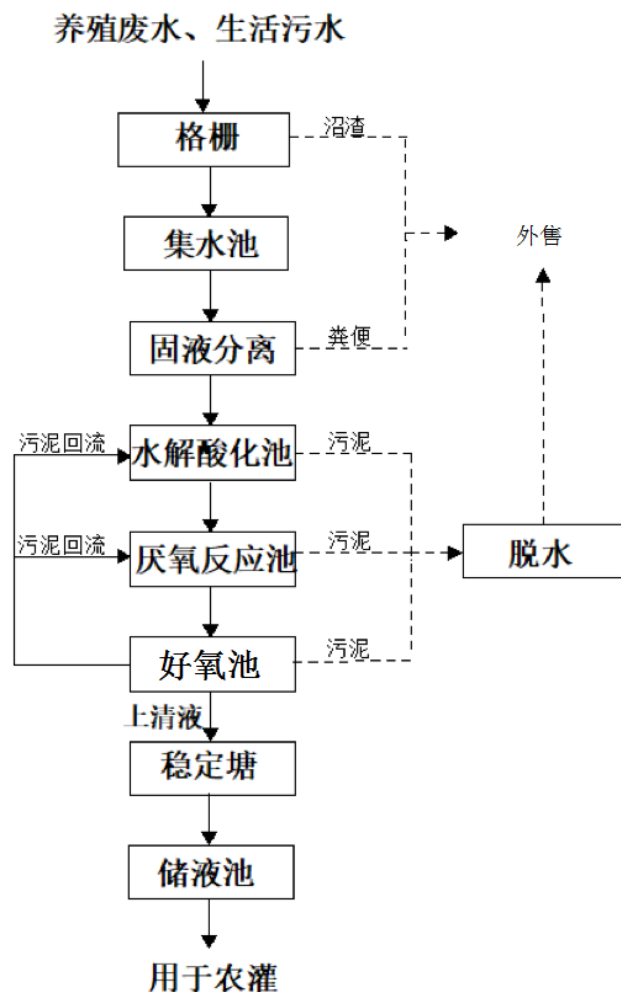 养殖废水、生活污水
格栅
沼渣
集水池
外售
固液分离
粪便
污泥回流
水解酸化池
污泥
污泥回流
厌氧反应池
污泥
脱水
好氧池
污泥
上清液
稳定塘
储液池
用于农灌